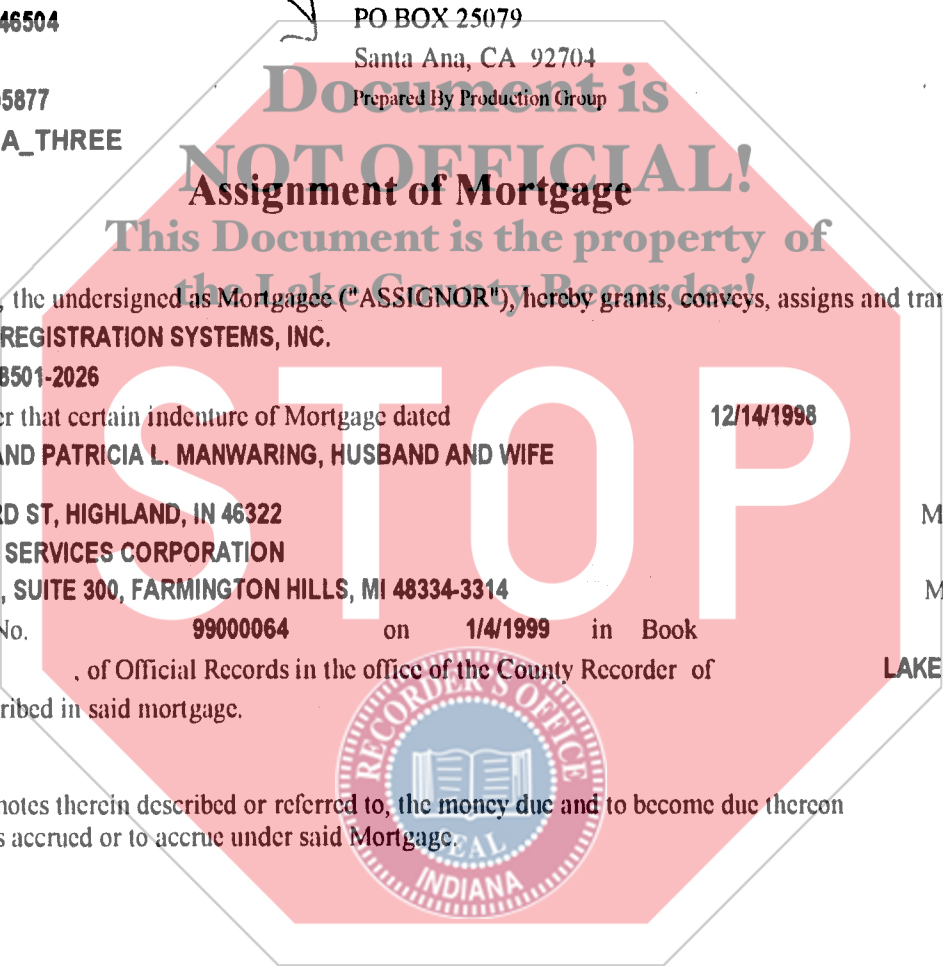 46504
PO BOX 25079
Santa Ana, CA 92704
5877
Prepared By Production Group
A_THREE
Document is
NOT OFFICIAL!
Assignment of Mortgage
This Document is the property of
the Lake County Recorder!
, the undersigned as Mortgagee ("ASSIGNOR"), hereby grants, conveys, assigns and tran
REGISTRATION SYSTEMS, INC.
8501-2026
er that certain indenture of Mortgage dated 12/14/1998
AND PATRICIA L. MANWARING, HUSBAND AND WIFE
RD ST, HIGHLAND, IN 46322 M
SERVICES CORPORATION
, SUITE 300, FARMINGTON HILLS, MI 48334-3314 M
No. 99000064 on 1/4/1999 in Book
, of Official Records in the office of the County Recorder of LAKE
ribed in said mortgage.
notes therein described or referred to, the money due and to become due thereon
s accrued or to accrue under said Mortgage.
STOP
RECORDER'S OFFICE
SEAL
INDIANA